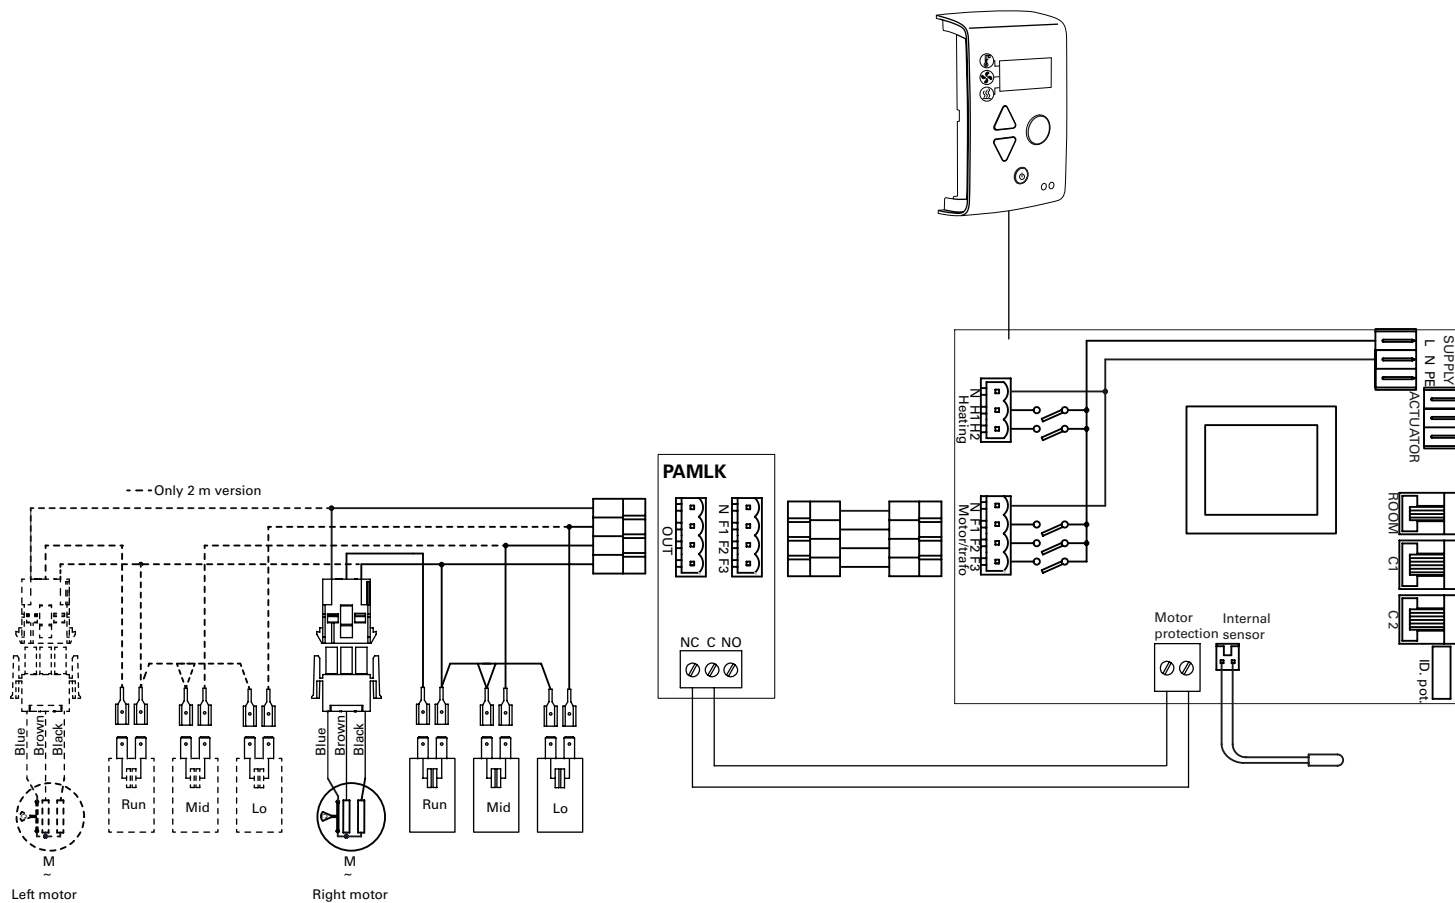 SUPPLY
L N PE
ACTUATOR
N H1 H2
Heating
ROOM
C1
C 2
ID. pot.
N F1 F2 F3
Motor/trafo
Motor
protection
Internal
sensor
PAMLK
OUT
N F1 F2 F3
NC C NO
Only 2 m version
Blue
Brown
Black
Blue
Brown
Black
Run
Mid
Lo
Run
Mid
Lo
M
~
Left motor
M
~
Right motor